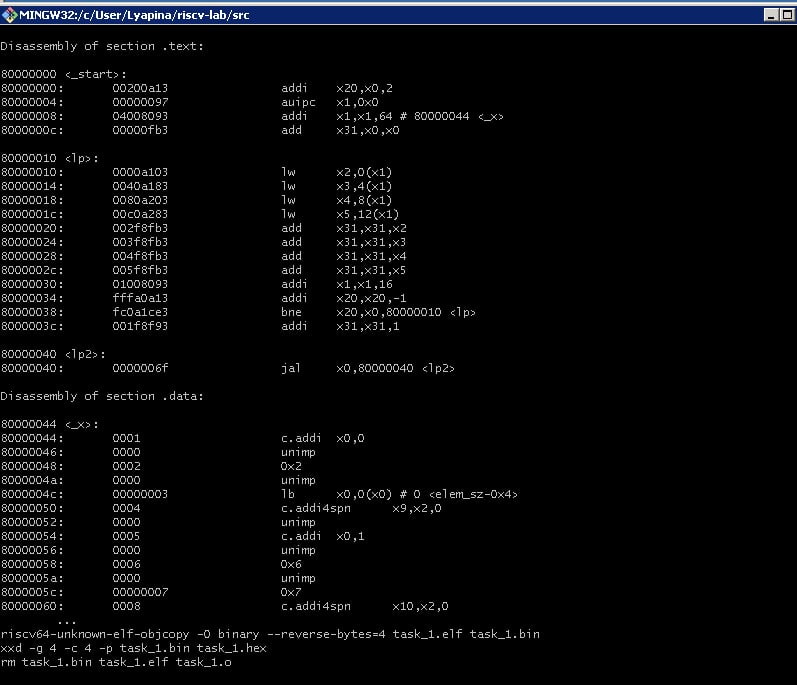 MINGW32:/c/User/Lyapina/riscv-lab/src
Disassembly of section .text:
80000000 <_start>:
80000000: 00200a13 addi x20,x0,2
80000004: 00000097 auipc x1,0x0
80000008: 04008093 addi x1,x1,64 # 80000044 <_x>
8000000c: 00000fb3 add x31,x0,x0
80000010 <lp>:
80000010: 0000a103 lw x2,0(x1)
80000014: 0040a183 lw x3,4(x1)
80000018: 0080a203 lw x4,8(x1)
8000001c: 00c0a283 lw x5,12(x1)
80000020: 002f8fb3 add x31,x31,x2
80000024: 003f8fb3 add x31,x31,x3
80000028: 004f8fb3 add x31,x31,x4
8000002c: 005f8fb3 add x31,x31,x5
80000030: 01008093 addi x1,x1,16
80000034: fffa0a13 addi x20,x20,-1
80000038: fc0a1ce3 bne x20,x0,80000010 <lp>
8000003c: 001f8f93 addi x31,x31,1
80000040 <lp2>:
80000040: 0000006f jal x0,80000040 <lp2>
Disassembly of section .data:
80000044 <_x>:
80000044: 0001 c.addi x0,0
80000046: 0000 unimp
80000048: 0002 0x2
8000004a: 0000 unimp
8000004c: 00000003 lb x0,0(x0) # 0 <elem_sz-0x4>
80000050: 0004 c.addi4spn x9,x2,0
80000052: 0000 unimp
80000054: 0005 c.addi x0,1
80000056: 0000 unimp
80000058: 0006 0x6
8000005a: 0000 unimp
8000005c: 00000007 0x7
80000060: 0008 c.addi4spn x10,x2,0
...
riscv64-unknown-elf-objcopy -O binary --reverse-bytes=4 task_1.elf task_1.bin
xxd -g 4 -c 4 -p task_1.bin task_1.hex
rm task_1.bin task_1.elf task_1.o